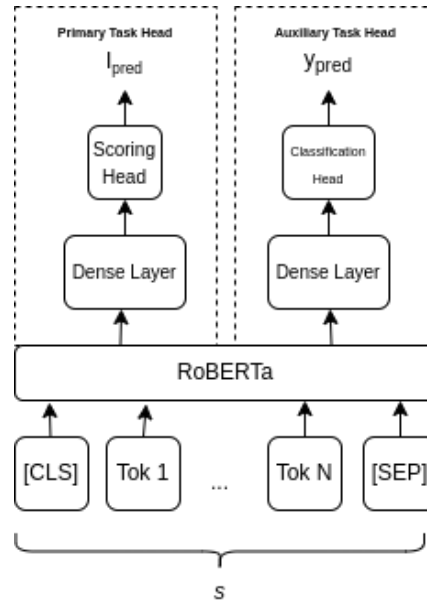 Primary Task Head
Auxiliary Task Head
lpred
ypred
Scoring
Head
Classification
Head
Dense Layer
Dense Layer
RoBERTa
[CLS]
Tok 1
...
Tok N
[SEP]
s